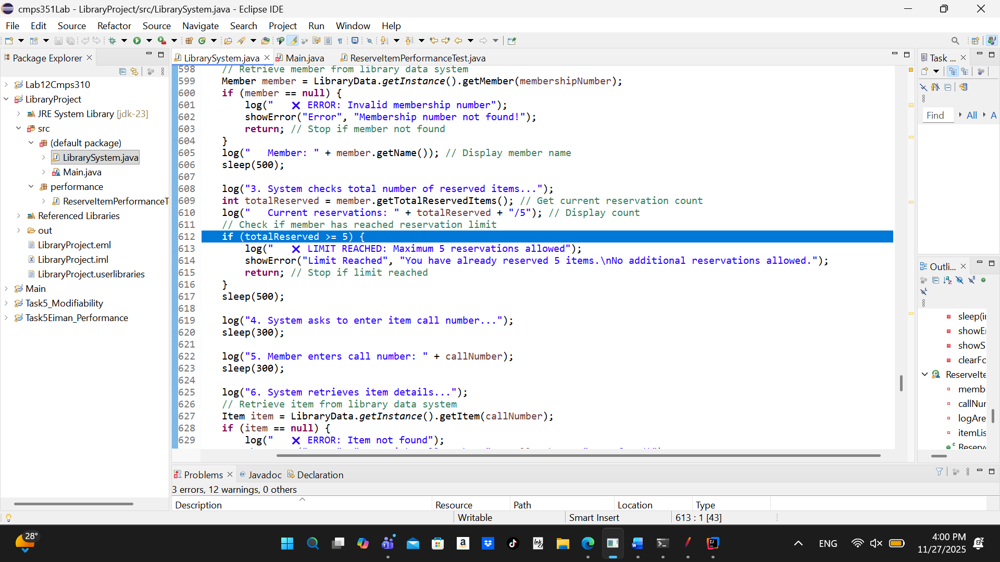 cmps351Lab - LibraryProject/src/LibrarySystem.java - Eclipse IDE
File Edit Source Refactor Source Navigate Search Project Run Window Help
Package Explorer
Lab12Cmps310
LibraryProject
JRE System Library [jdk-23]
src
(default package)
LibrarySystem.java
Main.java
performance
ReserveItemPerformanceT
Referenced Libraries
out
LibraryProject.eml
LibraryProject.iml
LibraryProject.userlibraries
Main
Task5_Modifiability
Task5Eiman_Performance
LibrarySystem.java Main.java ReserveItemPerformanceTest.java
598 // Retrieve member from library data system
599 Member member = LibraryData.getInstance().getMember(membershipNumber);
600 if (member == null) {
601 log("   ❌ ERROR: Invalid membership number");
602 showError("Error", "Membership number not found!");
603 return; // Stop if member not found
604 }
605 log("   Member: " + member.getName()); // Display member name
606 sleep(500);
607
608 log("3. System checks total number of reserved items...");
609 int totalReserved = member.getTotalReservedItems(); // Get current reservation count
610 log("   Current reservations: " + totalReserved + "/5"); // Display count
611 // Check if member has reached reservation limit
612 if (totalReserved >= 5) {
613 log("   ❌ LIMIT REACHED: Maximum 5 reservations allowed");
614 showError("Limit Reached", "You have already reserved 5 items.\nNo additional reservations allowed.");
615 return; // Stop if limit reached
616 }
617 sleep(500);
618
619 log("4. System asks to enter item call number...");
620 sleep(300);
621
622 log("5. Member enters call number: " + callNumber);
623 sleep(300);
624
625 log("6. System retrieves item details...");
626 // Retrieve item from library data system
627 Item item = LibraryData.getInstance().getItem(callNumber);
628 if (item == null) {
629 log("   ❌ ERROR: Item not found");
Task ...
Find All A
Outli...
sleep(i
showE
showS
clearFo
ReserveIte
memb
callNu
logAre
itemLis
Reserv
Problems Javadoc Declaration
3 errors, 12 warnings, 0 others
Description Resource Path Location Type
Writable Smart Insert 613 : 1 [43]
28°
ENG
4:00 PM
11/27/2025